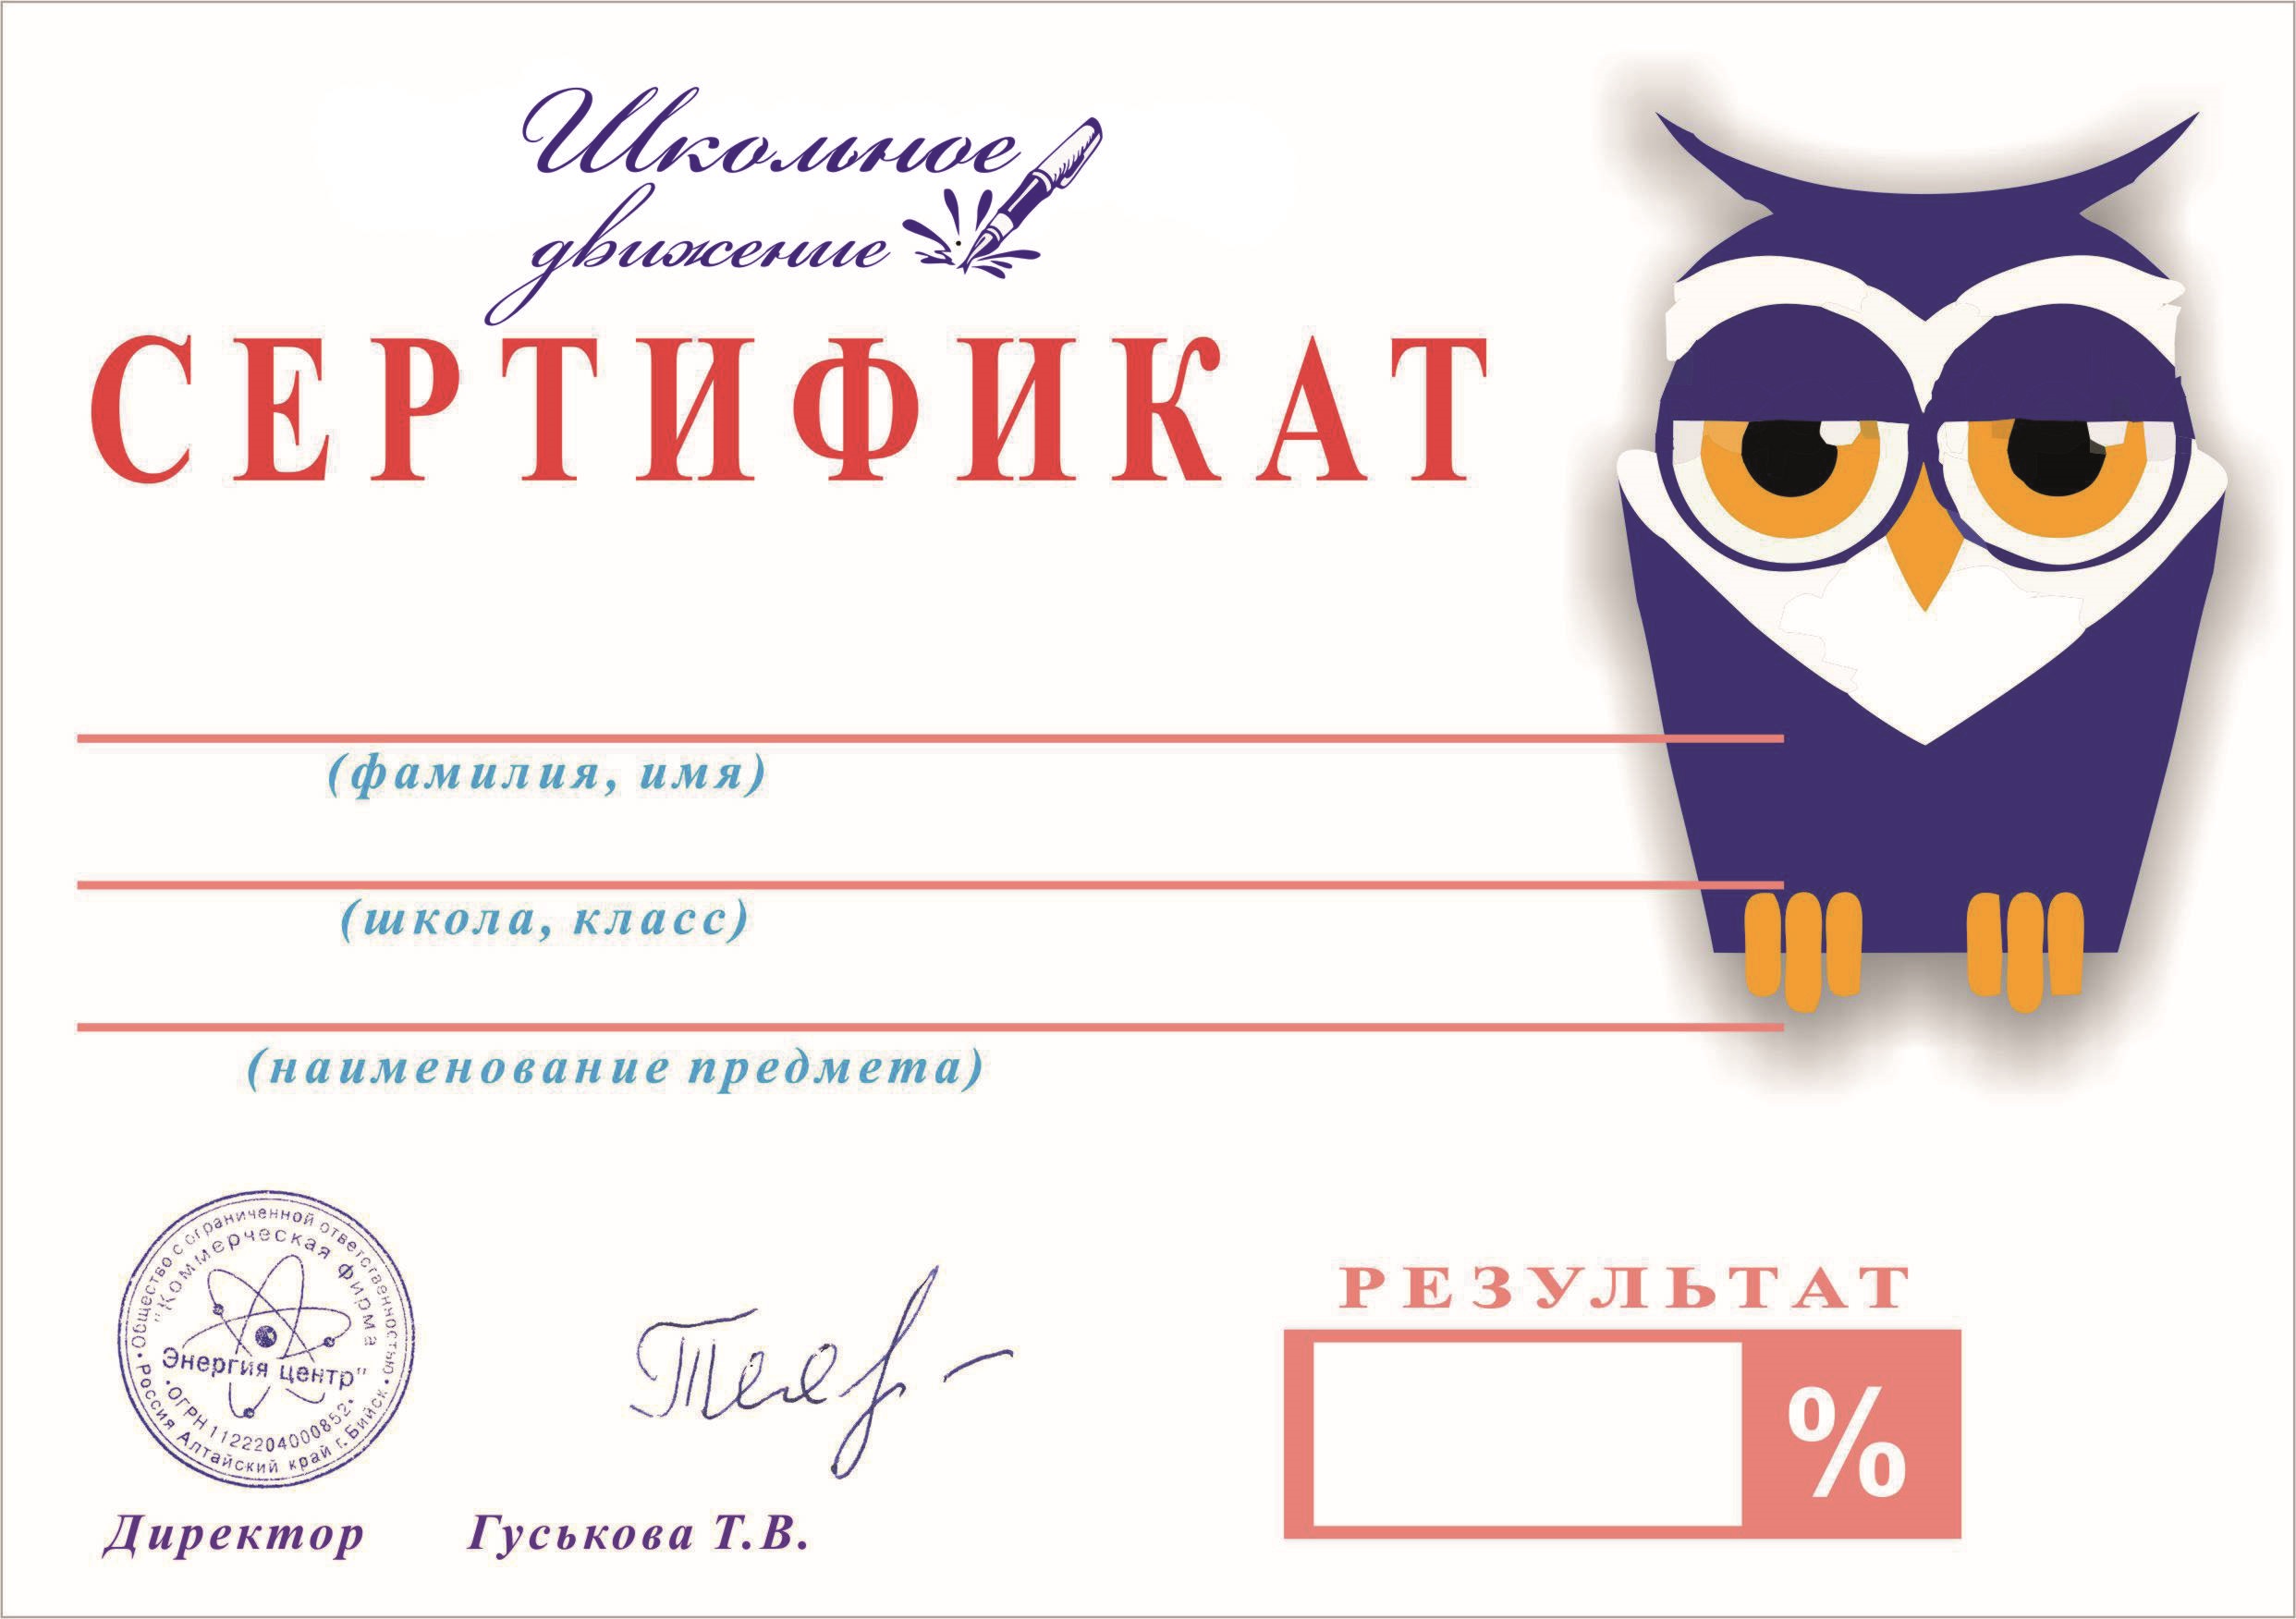 Школьное
движение
СЕРТИФИКАТ
(фамилия, имя)
(школа, класс)
(наименование предмета)
• Общество с ограниченной ответственностью •
"Коммерческая фирма
Энергия центр"
• ОГРН 1122204000852 •
Россия Алтайский край г. Бийск
РЕЗУЛЬТАТ
%
Директор Гуськова Т.В.